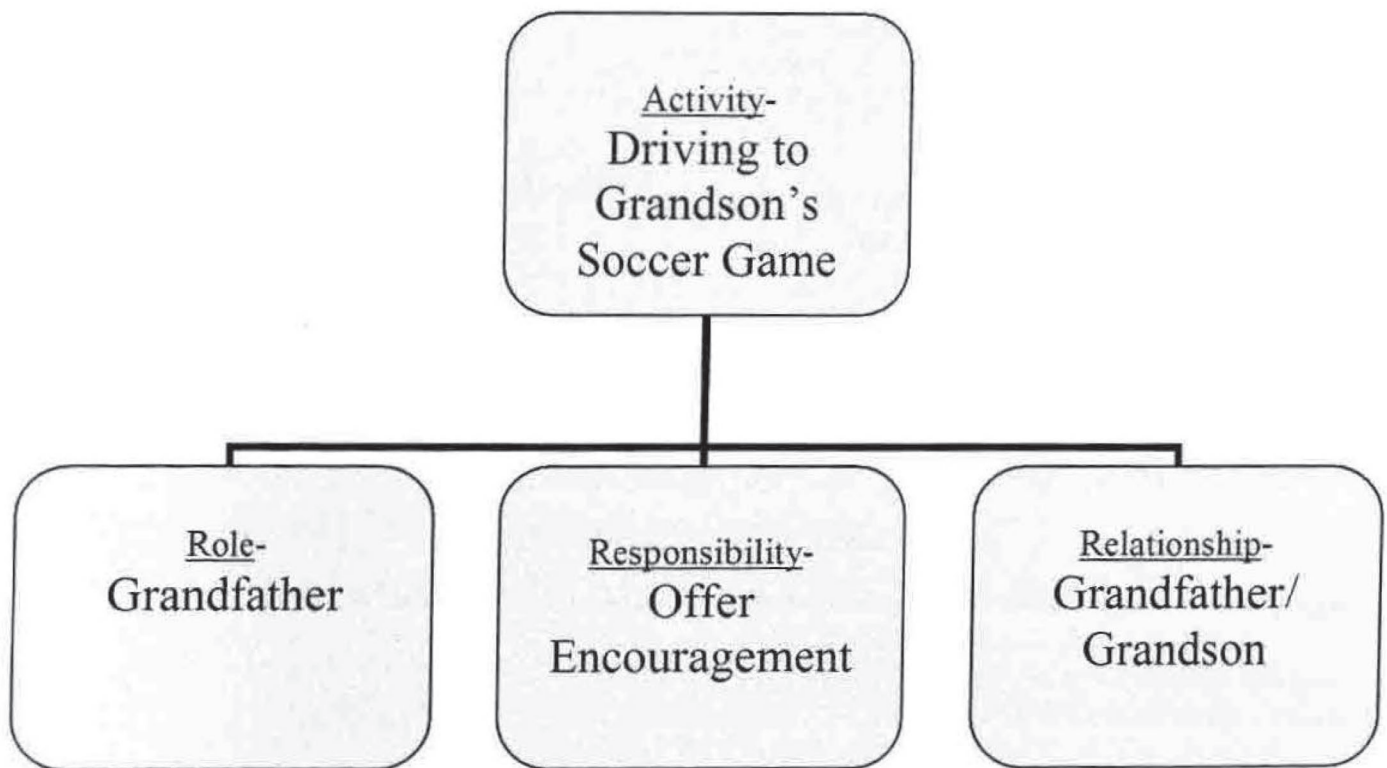 Activity-
Driving to
Grandson's
Soccer Game
Role-
Grandfather
Responsibility-
Offer
Encouragement
Relationship-
Grandfather/
Grandson